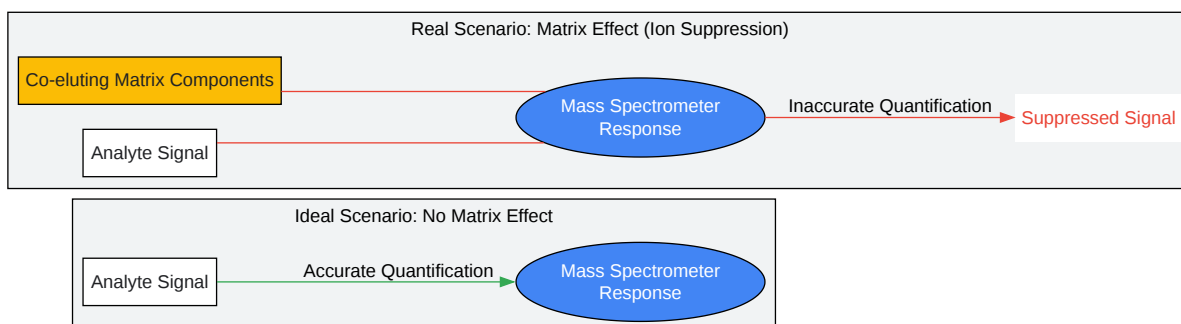 Real Scenario: Matrix Effect (Ion Suppression)
Co-eluting Matrix Components
Analyte Signal
Mass Spectrometer
Response
Inaccurate Quantification
Suppressed Signal
Ideal Scenario: No Matrix Effect
Analyte Signal
Accurate Quantification
Mass Spectrometer
Response